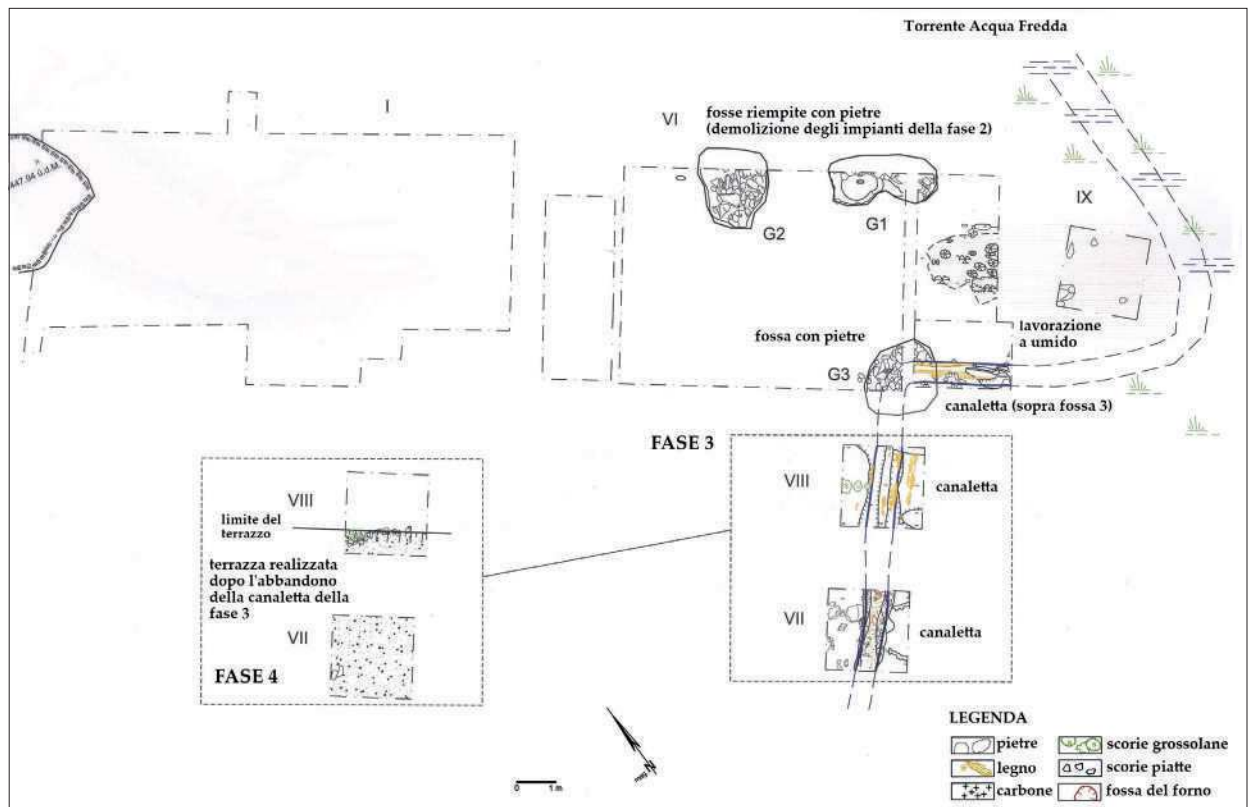 Torrente Acqua Fredda
I
VI
fosse riempite con pietre
(demolizione degli impianti della fase 2)
IX
G2
G1
fossa con pietre
lavorazione
a umido
G3
canaletta (sopra fossa 3)
FASE 3
VIII
canaletta
VII
canaletta
VIII
limite del
terrazzo
terrazza realizzata
dopo l'abbandono
della canaletta della
fase 3
VII
FASE 4
N
0 1 m
LEGENDA
pietre
scorie grossolane
legno
scorie piatte
carbone
fossa del forno